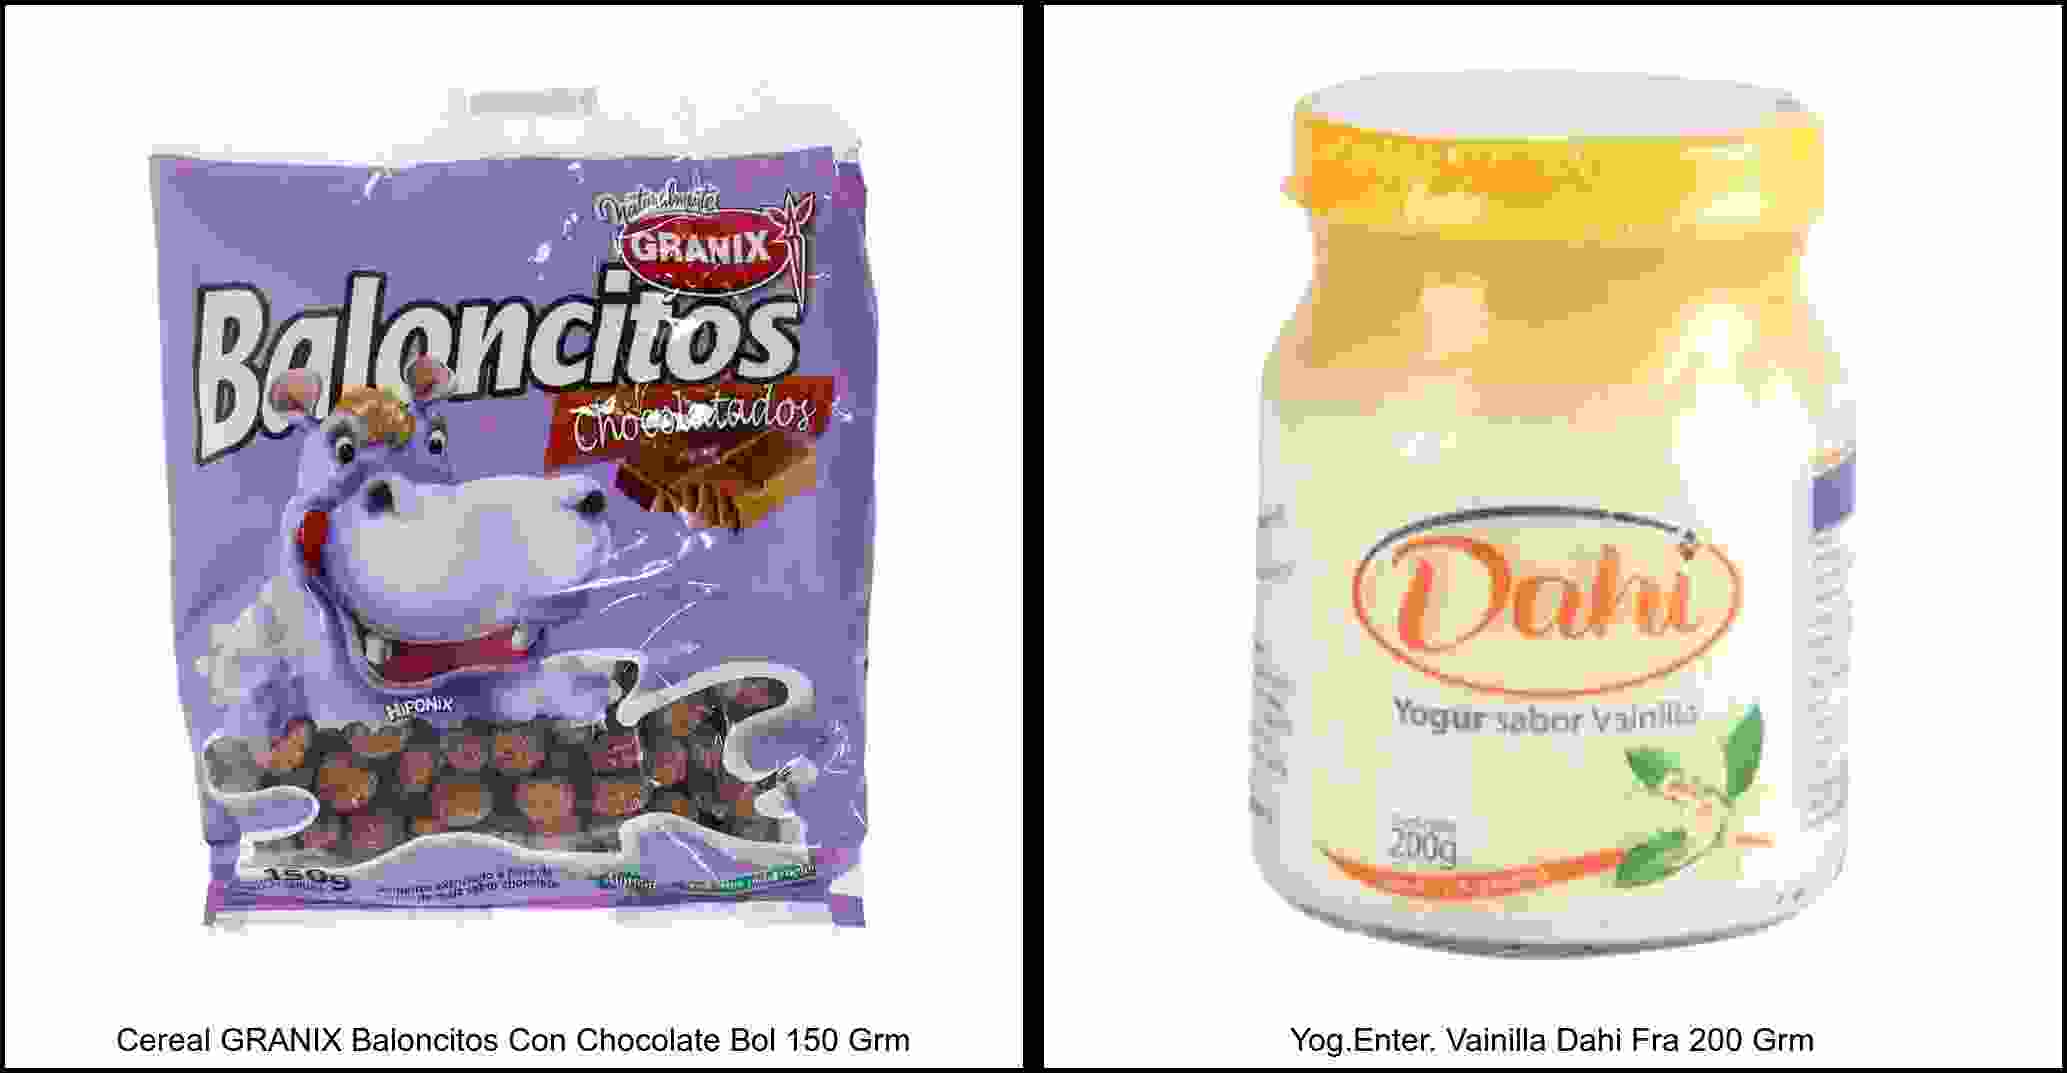 Naturalmente
GRANIX
Baloncitos
Chocolatados
HIPONIX
150g
Cereal GRANIX Baloncitos Con Chocolate Bol 150 Grm
Dahi
Yogur sabor Vainilla
200g
Yog.Enter. Vainilla Dahi Fra 200 Grm